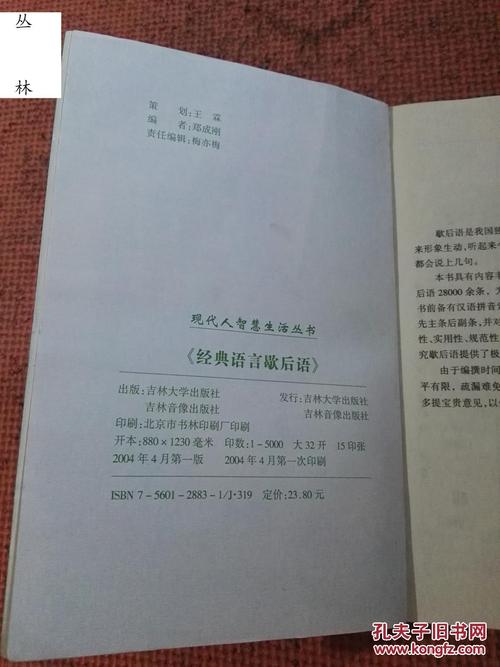 丛
林
策 划:王 霖
编 者:郑成刚
责任编辑:梅亦梅
现代人智慧生活丛书
《经典语言歇后语》
出版:吉林大学出版社 发行:吉林大学出版社
吉林音像出版社 吉林音像出版社
印刷:北京市书林印刷厂印刷
开本:880×1230毫米 印数:1-5000 大32开 15印张
2004年4月第一版 2004年4月第一次印刷
ISBN 7-5601-2883-1/J·319 定价:23.80元
歇后语是我国独
来形象生动,听起来
都会说上几句。
本书具有内容
后语28000余条,
书前备有汉语拼音
先主条后副条,并对
性、实用性、规范性
究歇后语提供了极
由于编撰时间
平有限,疏漏难免
多提宝贵意见,以
孔夫子旧书网
www.kongfz.com